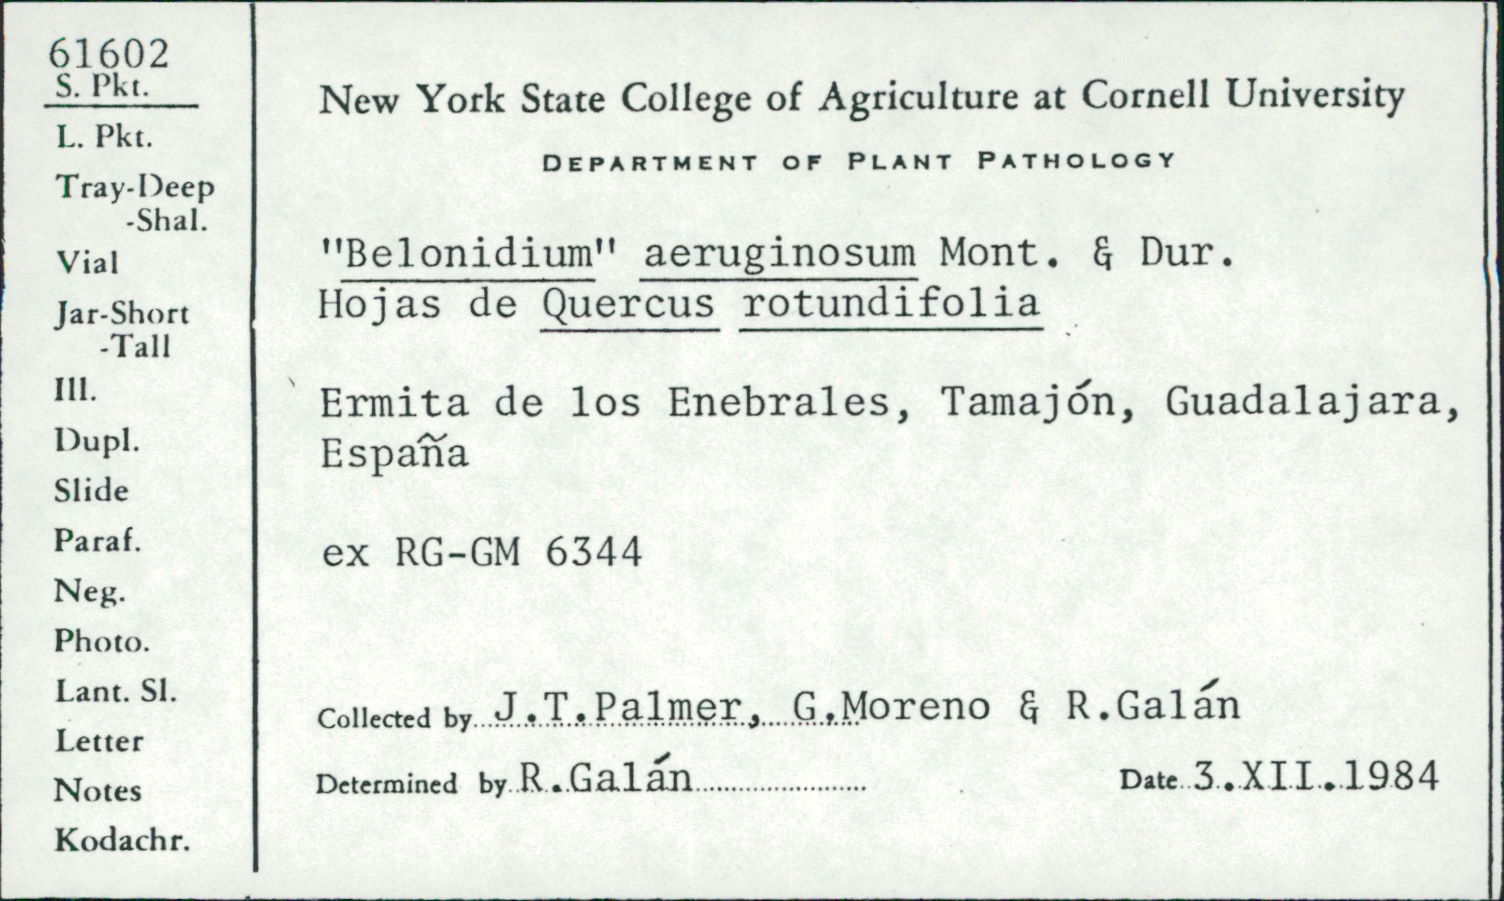 61602
S. Pkt.
L. Pkt.
Tray-Deep
-Shal.
Vial
Jar-Short
-Tall
Ill.
Dupl.
Slide
Paraf.
Neg.
Photo.
Lant. Sl.
Letter
Notes
Kodachr.
New York State College of Agriculture at Cornell University
DEPARTMENT OF PLANT PATHOLOGY
"Belonidium" aeruginosum Mont. & Dur.
Hojas de Quercus rotundifolia
Ermita de los Enebrales, Tamajón, Guadalajara,
España
ex RG-GM 6344
Collected by J.T.Palmer, G.Moreno & R.Galán
Determined by R.Galán Date 3.XII.1984